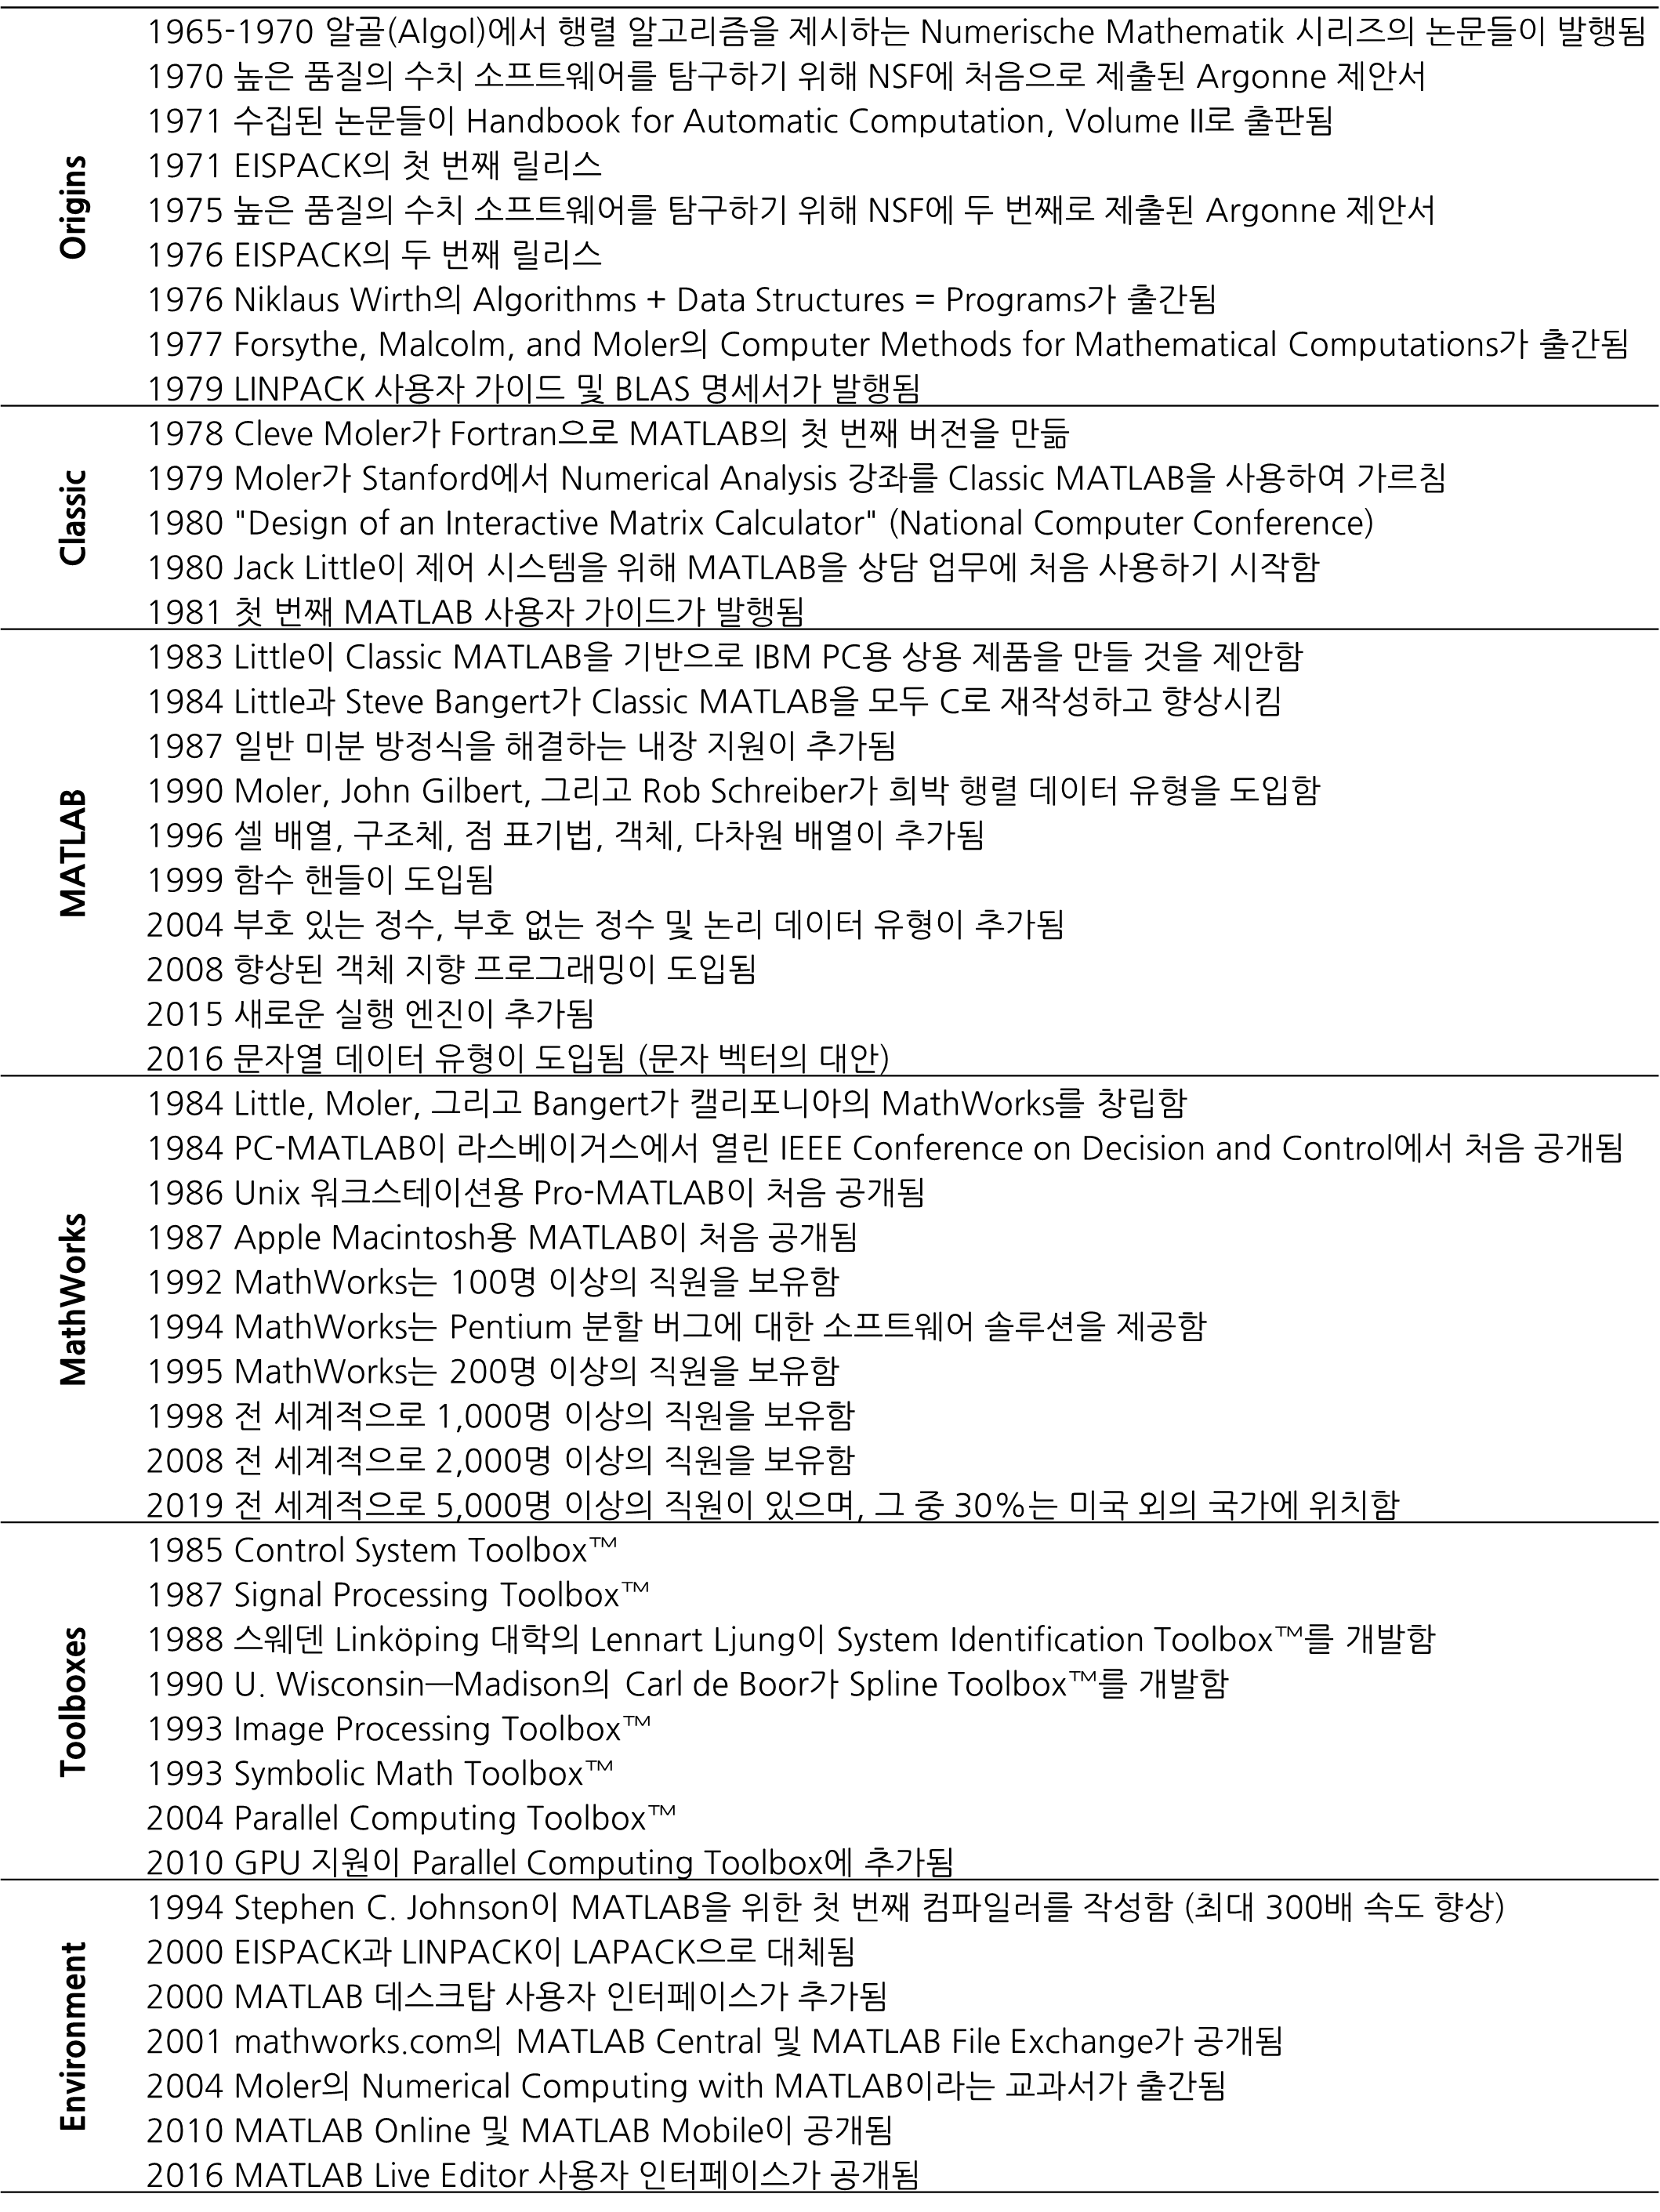 Origins
1965-1970 알골(Algol)에서 행렬 알고리즘을 제시하는 Numerische Mathematik 시리즈의 논문들이 발행됨
1970 높은 품질의 수치 소프트웨어를 탐구하기 위해 NSF에 처음으로 제출된 Argonne 제안서
1971 수집된 논문들이 Handbook for Automatic Computation, Volume II로 출판됨
1971 EISPACK의 첫 번째 릴리스
1975 높은 품질의 수치 소프트웨어를 탐구하기 위해 NSF에 두 번째로 제출된 Argonne 제안서
1976 EISPACK의 두 번째 릴리스
1976 Niklaus Wirth의 Algorithms + Data Structures = Programs가 출간됨
1977 Forsythe, Malcolm, and Moler의 Computer Methods for Mathematical Computations가 출간됨
1979 LINPACK 사용자 가이드 및 BLAS 명세서가 발행됨
Classic
1978 Cleve Moler가 Fortran으로 MATLAB의 첫 번째 버전을 만듦
1979 Moler가 Stanford에서 Numerical Analysis 강좌를 Classic MATLAB을 사용하여 가르침
1980 "Design of an Interactive Matrix Calculator" (National Computer Conference)
1980 Jack Little이 제어 시스템을 위해 MATLAB을 상담 업무에 처음 사용하기 시작함
1981 첫 번째 MATLAB 사용자 가이드가 발행됨
MATLAB
1983 Little이 Classic MATLAB을 기반으로 IBM PC용 상용 제품을 만들 것을 제안함
1984 Little과 Steve Bangert가 Classic MATLAB을 모두 C로 재작성하고 향상시킴
1987 일반 미분 방정식을 해결하는 내장 지원이 추가됨
1990 Moler, John Gilbert, 그리고 Rob Schreiber가 희박 행렬 데이터 유형을 도입함
1996 셀 배열, 구조체, 점 표기법, 객체, 다차원 배열이 추가됨
1999 함수 핸들이 도입됨
2004 부호 있는 정수, 부호 없는 정수 및 논리 데이터 유형이 추가됨
2008 향상된 객체 지향 프로그래밍이 도입됨
2015 새로운 실행 엔진이 추가됨
2016 문자열 데이터 유형이 도입됨 (문자 벡터의 대안)
MathWorks
1984 Little, Moler, 그리고 Bangert가 캘리포니아의 MathWorks를 창립함
1984 PC-MATLAB이 라스베이거스에서 열린 IEEE Conference on Decision and Control에서 처음 공개됨
1986 Unix 워크스테이션용 Pro-MATLAB이 처음 공개됨
1987 Apple Macintosh용 MATLAB이 처음 공개됨
1992 MathWorks는 100명 이상의 직원을 보유함
1994 MathWorks는 Pentium 분할 버그에 대한 소프트웨어 솔루션을 제공함
1995 MathWorks는 200명 이상의 직원을 보유함
1998 전 세계적으로 1,000명 이상의 직원을 보유함
2008 전 세계적으로 2,000명 이상의 직원을 보유함
2019 전 세계적으로 5,000명 이상의 직원이 있으며, 그 중 30%는 미국 외의 국가에 위치함
Toolboxes
1985 Control System Toolbox™
1987 Signal Processing Toolbox™
1988 스웨덴 Linköping 대학의 Lennart Ljung이 System Identification Toolbox™를 개발함
1990 U. Wisconsin—Madison의 Carl de Boor가 Spline Toolbox™를 개발함
1993 Image Processing Toolbox™
1993 Symbolic Math Toolbox™
2004 Parallel Computing Toolbox™
2010 GPU 지원이 Parallel Computing Toolbox에 추가됨
Environment
1994 Stephen C. Johnson이 MATLAB을 위한 첫 번째 컴파일러를 작성함 (최대 300배 속도 향상)
2000 EISPACK과 LINPACK이 LAPACK으로 대체됨
2000 MATLAB 데스크탑 사용자 인터페이스가 추가됨
2001 mathworks.com의 MATLAB Central 및 MATLAB File Exchange가 공개됨
2004 Moler의 Numerical Computing with MATLAB이라는 교과서가 출간됨
2010 MATLAB Online 및 MATLAB Mobile이 공개됨
2016 MATLAB Live Editor 사용자 인터페이스가 공개됨